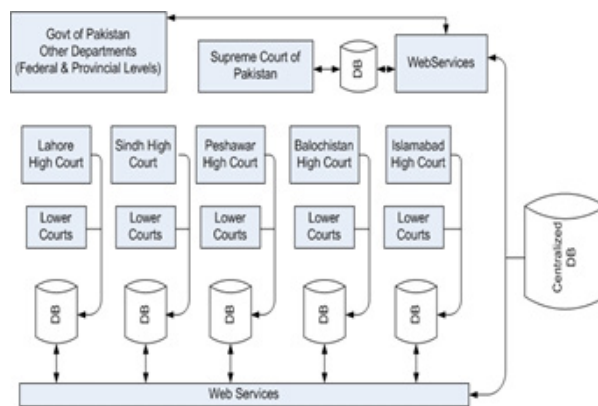 Govt of Pakistan
Other Departments
(Federal & Provincial Levels)
Supreme Court of
Pakistan
DB
WebServices
Lahore
High Court
Sindh High
Court
Peshawar
High Court
Balochistan
High Court
Islamabad
High Court
Lower
Courts
Lower
Courts
Lower
Courts
Lower
Courts
Lower
Courts
Centralized
DB
DB
DB
DB
DB
DB
Web Services